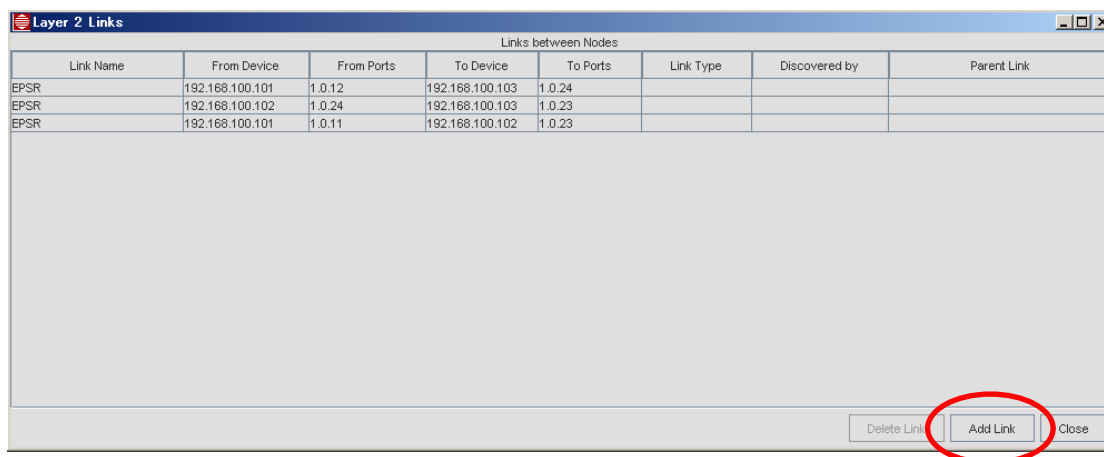 Layer 2 Links
Links between Nodes
Link Name From Device From Ports To Device To Ports Link Type Discovered by Parent Link
EPSR 192.168.100.101 1.0.12 192.168.100.103 1.0.24
EPSR 192.168.100.102 1.0.24 192.168.100.103 1.0.23
EPSR 192.168.100.101 1.0.11 192.168.100.102 1.0.23
Delete Link Add Link Close